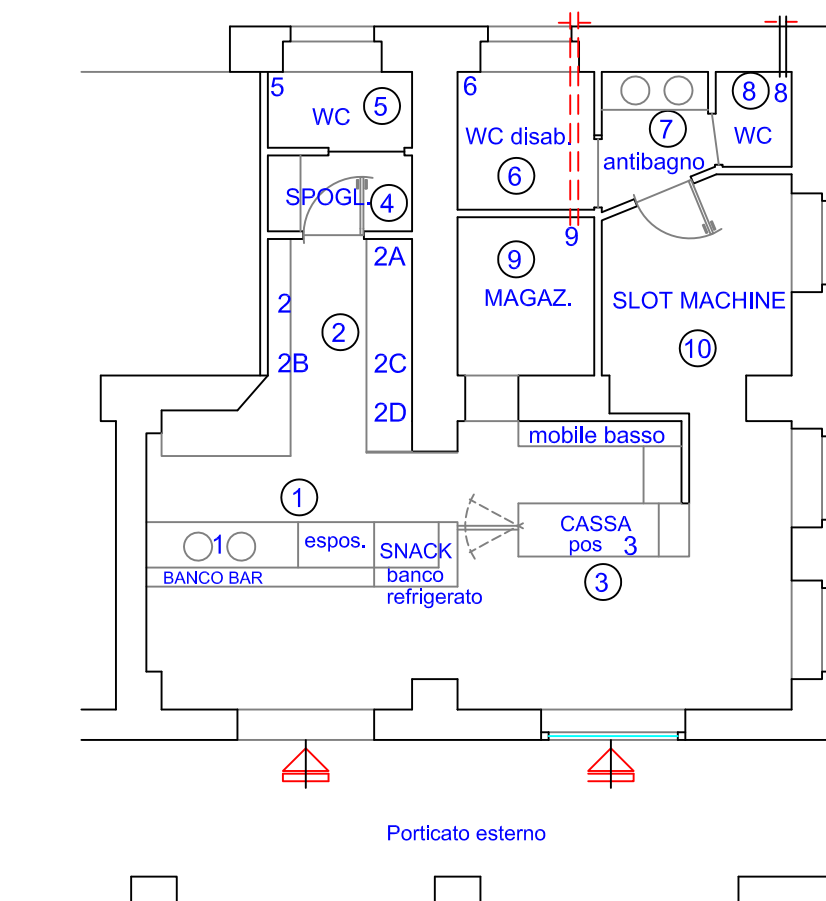 5
WC
5
6
WC disab.
6
7
antibagno
8
8
WC
SPOGL.
4
2A
9
9
MAGAZ.
SLOT MACHINE
10
2
2
2B
2C
2D
mobile basso
1
1
espos.
SNACK
BANCO BAR
banco
refrigerato
CASSA
pos
3
3
Porticato esterno